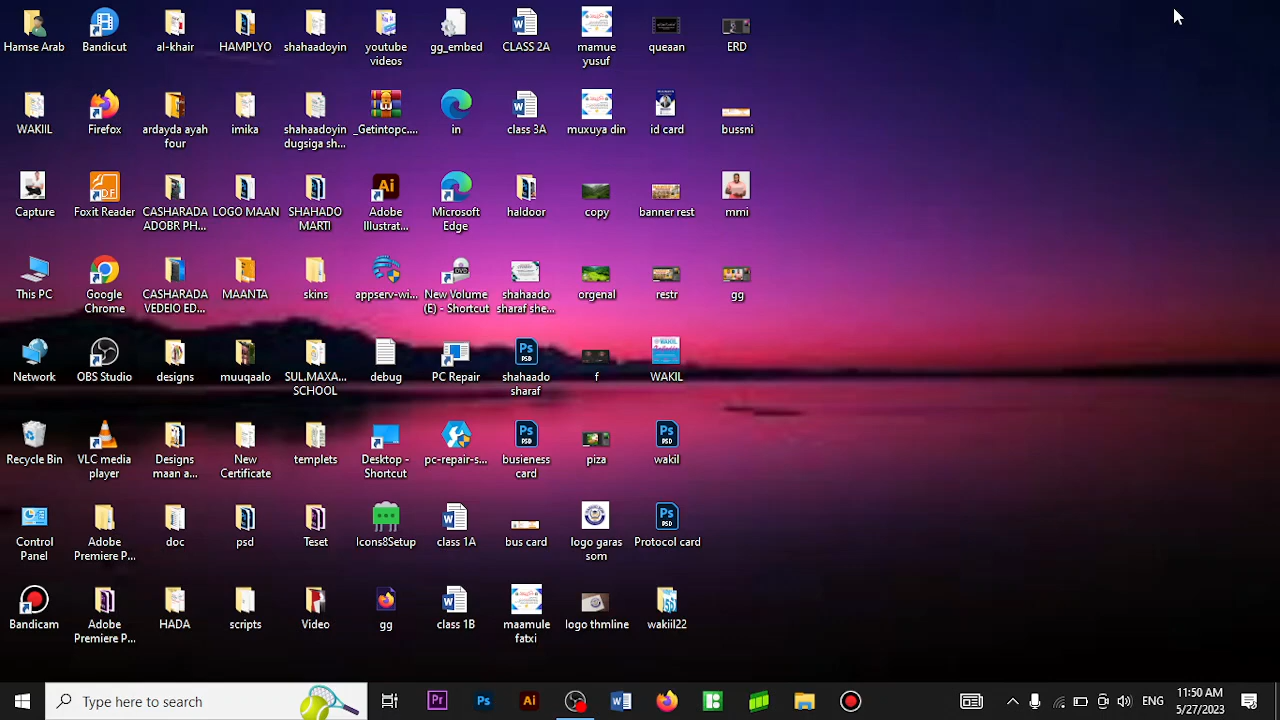 Hamse Arab
Bandicut
al-khair
HAMPLYO
shahaadoyin
youtube
videos
gg_embed
CLASS 2A
mamue
yusuf
queaan
ERD
WAKIIL
Firefox
ardayda ayah
four
imika
shahaadoyin
dugsiga sh...
_Getintopc....
in
class 3A
muxuya din
id card
bussni
Capture
Foxit Reader
CASHARADA
ADOBR PH...
LOGO MAAN
SHAHADO
MARTI
Adobe
Illustrat...
Microsoft
Edge
haldoor
copy
banner rest
mmi
This PC
Google
Chrome
CASHARADA
VEDEIO ED...
MAANTA
skins
appserv-wi...
New Volume
(E) - Shortcut
shahaado
sharaf she...
orgenal
restr
gg
Network
OBS Studio
designs
muuqaalo
SUL.MAXA...
SCHOOL
debug
PC Repair
shahaado
sharaf
f
WAKIL
Recycle Bin
VLC media
player
Designs
maan a...
New
Certificate
templets
Desktop -
Shortcut
pc-repair-s...
busieness
card
piza
wakil
Control
Panel
Adobe
Premiere P...
doc
psd
Teset
Icons8Setup
class 1A
bus card
logo garas
som
Protocol card
Bandicam
Adobe
Premiere P...
HADA
scripts
Video
gg
class 1B
maamule
fatxi
logo thmline
wakiil22
Type here to search
ENG
11:50 AM
5/27/2023